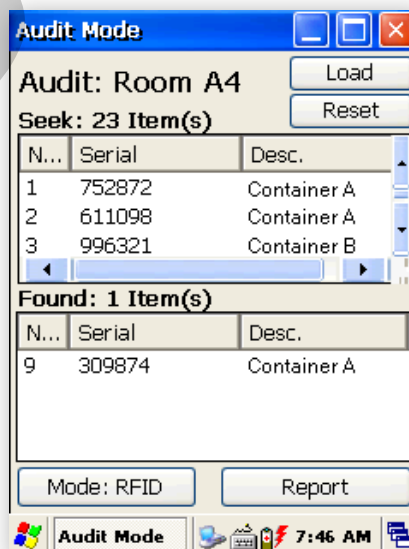 Audit Mode
Audit: Room A4
Load
Reset
Seek: 23 Item(s)
N... Serial Desc.
1 752872 Container A
2 611098 Container A
3 996321 Container B
Found: 1 Item(s)
N... Serial Desc.
9 309874 Container A
Mode: RFID Report
Audit Mode 7:46 AM